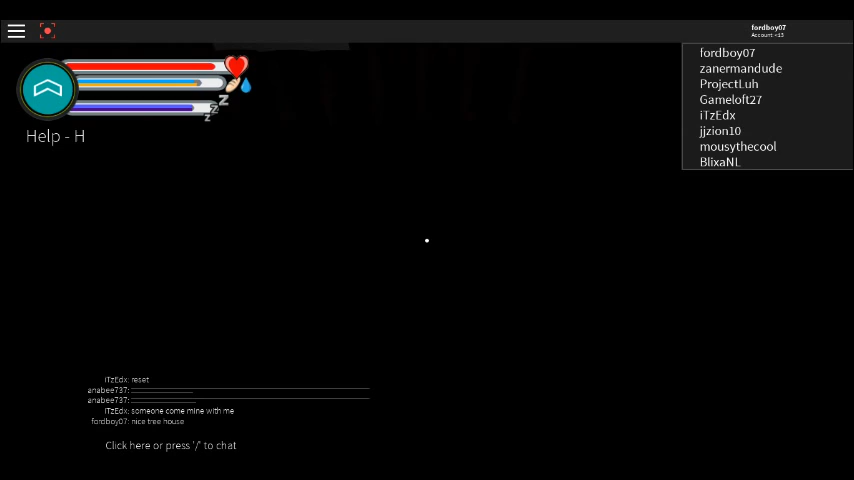 fordboy07
Account: <13
fordboy07
zanermandude
ProjectLuh
Gameloft27
iTzEdx
jjzion10
mousythecool
BlixaNL
z
z
z
Help - H
iTzEdx: reset
anabee737:
anabee737:
iTzEdx: someone come mine with me
fordboy07: nice tree house
Click here or press '/' to chat